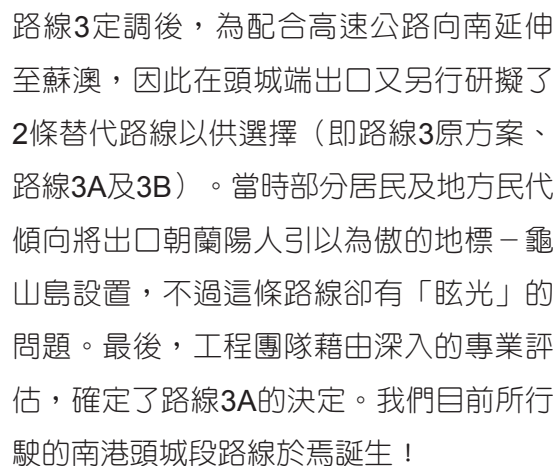 路線3定調後，為配合高速公路向南延伸
至蘇澳，因此在頭城端出口又另行研擬了
2條替代路線以供選擇（即路線3原方案、
路線3A及3B）。當時部分居民及地方民代
傾向將出口朝蘭陽人引以為傲的地標－龜
山島設置，不過這條路線卻有「眩光」的
問題。最後，工程團隊藉由深入的專業評
估，確定了路線3A的決定。我們目前所行
駛的南港頭城段路線於焉誕生！